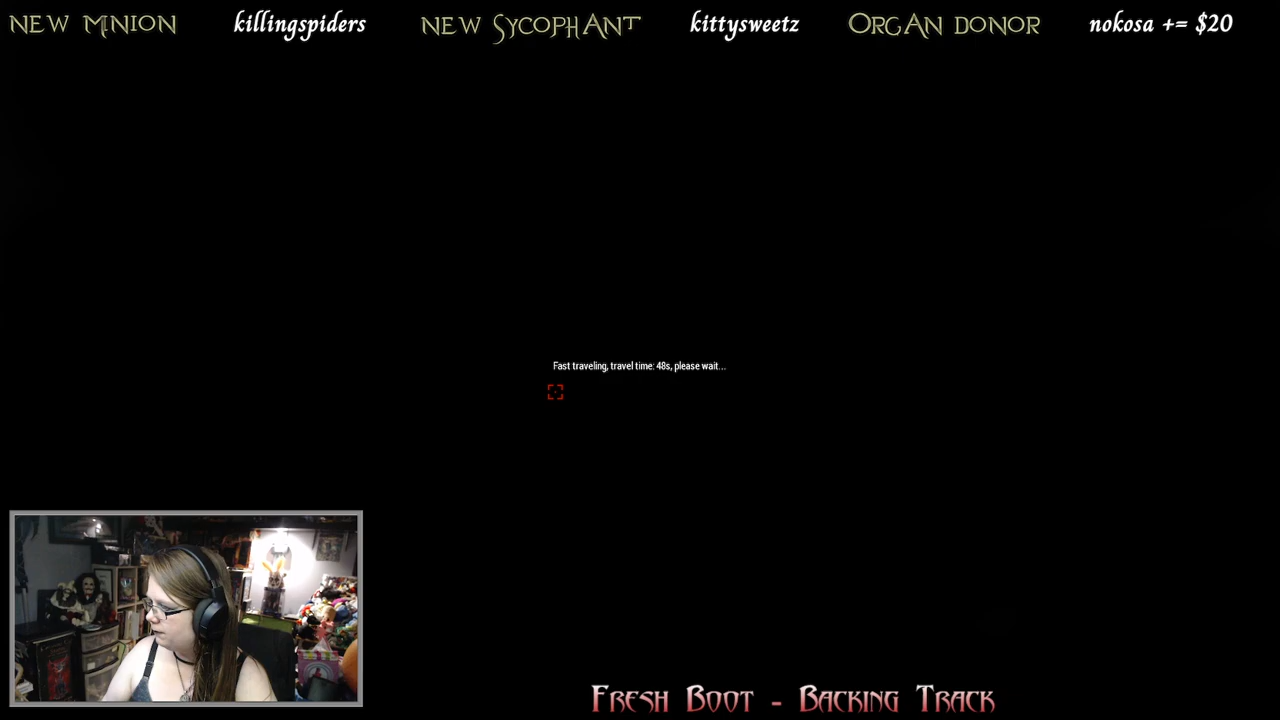 NEW MINION killingspiders NEW SYCOPHANT kittysweetz ORGAN DONOR nokosa += $20
Fast traveling, travel time: 48s, please wait...
FRESH BOOT - BACKING TRACK